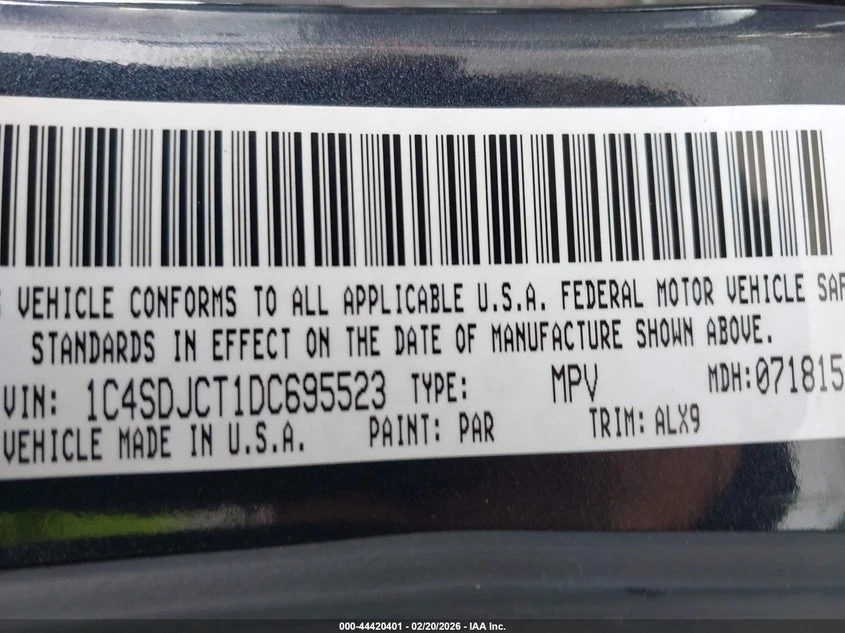 VEHICLE CONFORMS TO ALL APPLICABLE U.S.A. FEDERAL MOTOR VEHICLE SAF
STANDARDS IN EFFECT ON THE DATE OF MANUFACTURE SHOWN ABOVE.
VIN: 1C4SDJCT1DC695523 TYPE: MPV MDH:071815
VEHICLE MADE IN U.S.A. PAINT: PAR TRIM: ALX9
000-44420401 - 02/20/2026 - IAA Inc.